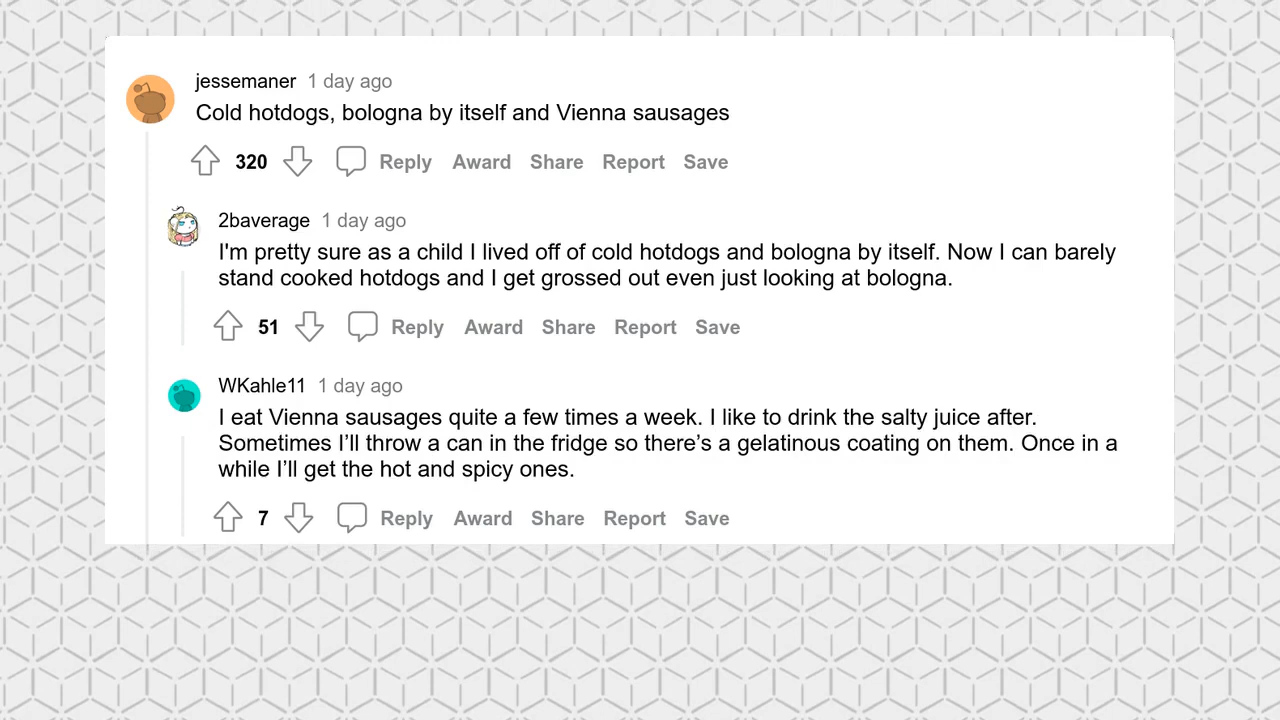 jessemaner 1 day ago
Cold hotdogs, bologna by itself and Vienna sausages
320 Reply Award Share Report Save
2baverage 1 day ago
I'm pretty sure as a child I lived off of cold hotdogs and bologna by itself. Now I can barely
stand cooked hotdogs and I get grossed out even just looking at bologna.
51 Reply Award Share Report Save
WKahle11 1 day ago
I eat Vienna sausages quite a few times a week. I like to drink the salty juice after.
Sometimes I’ll throw a can in the fridge so there’s a gelatinous coating on them. Once in a
while I’ll get the hot and spicy ones.
7 Reply Award Share Report Save